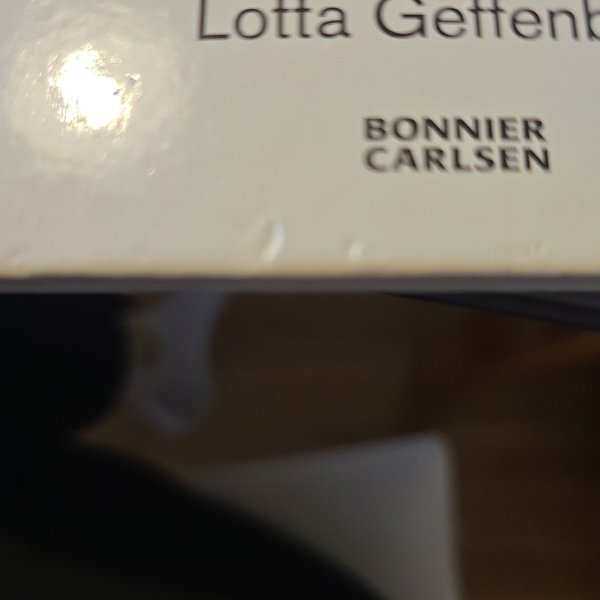 Lotta Geffenb
BONNIER
CARLSEN